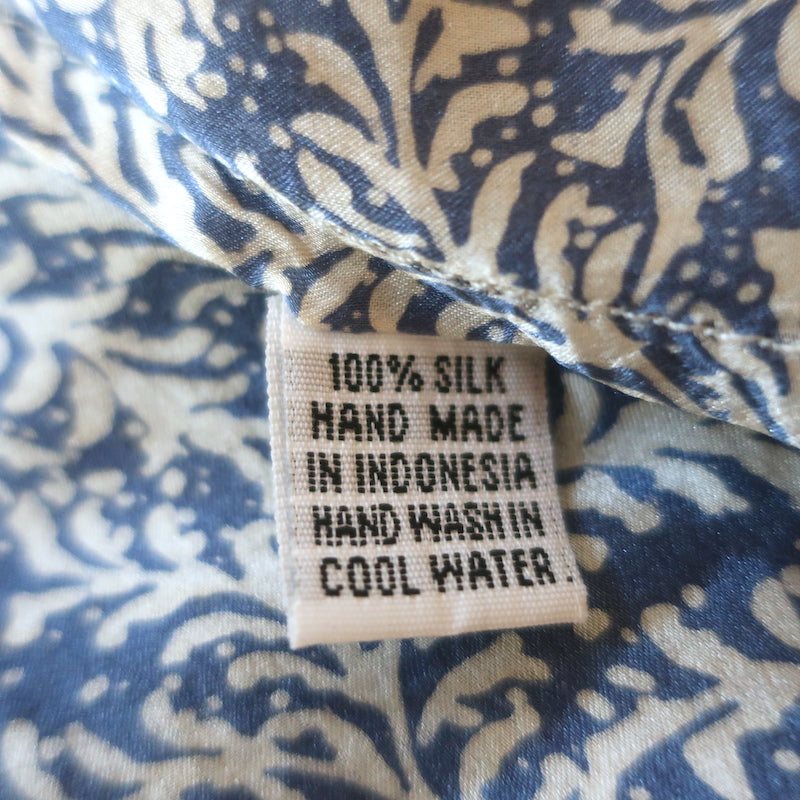 100% SILK
HAND MADE
IN INDONESIA
HAND WASH IN
COOL WATER.